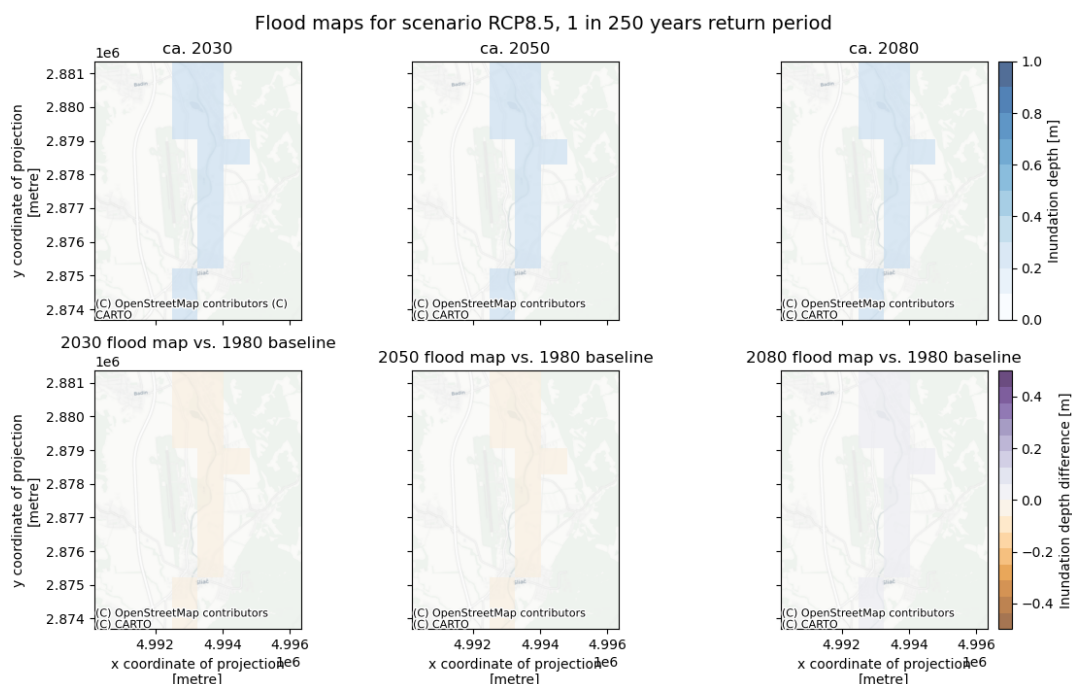 Flood maps for scenario RCP8.5, 1 in 250 years return period
ca. 2030
ca. 2050
ca. 2080
1e6
2.881
2.880
2.879
2.878
2.877
2.876
2.875
2.874
y coordinate of projection
[metre]
(C) OpenStreetMap contributors (C)
CARTO
(C) OpenStreetMap contributors
(C) CARTO
(C) OpenStreetMap contributors
(C) CARTO
1.0
0.8
0.6
0.4
0.2
0.0
Inundation depth [m]
2030 flood map vs. 1980 baseline
2050 flood map vs. 1980 baseline
2080 flood map vs. 1980 baseline
1e6
2.881
2.880
2.879
2.878
2.877
2.876
2.875
2.874
y coordinate of projection
[metre]
(C) OpenStreetMap contributors
(C) CARTO
(C) OpenStreetMap contributors
(C) CARTO
(C) OpenStreetMap contributors
(C) CARTO
0.4
0.2
0.0
−0.2
−0.4
Inundation depth difference [m]
4.992 4.994 4.996
1e6
x coordinate of projection
[metre]
4.992 4.994 4.996
1e6
x coordinate of projection
[metre]
4.992 4.994 4.996
1e6
x coordinate of projection
[metre]